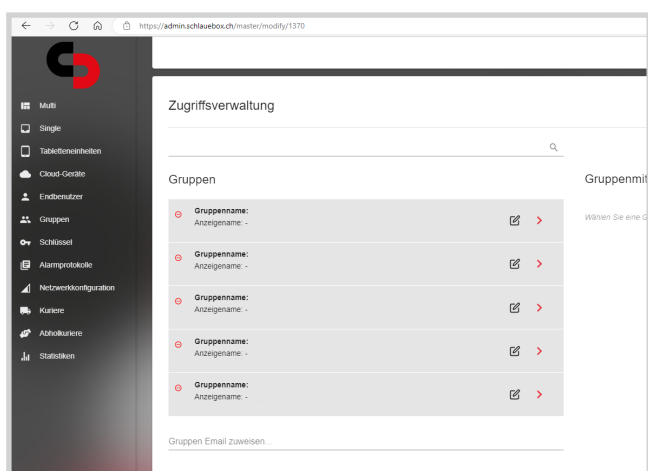 https://admin.schlauebox.ch/master/modify/1370
Multi
Single
Tabletteneinheiten
Cloud-Geräte
Endbenutzer
Gruppen
Schlüssel
Alarmprotokolle
Netzwerkkonfiguration
Kuriere
Abholkuriere
Statistiken
Zugriffsverwaltung
Gruppen
Gruppenname:
Anzeigename: -
Gruppenname:
Anzeigename: -
Gruppenname:
Anzeigename: -
Gruppenname:
Anzeigename: -
Gruppenname:
Anzeigename: -
Gruppen Email zuweisen...
Gruppenmit
Wählen Sie eine G